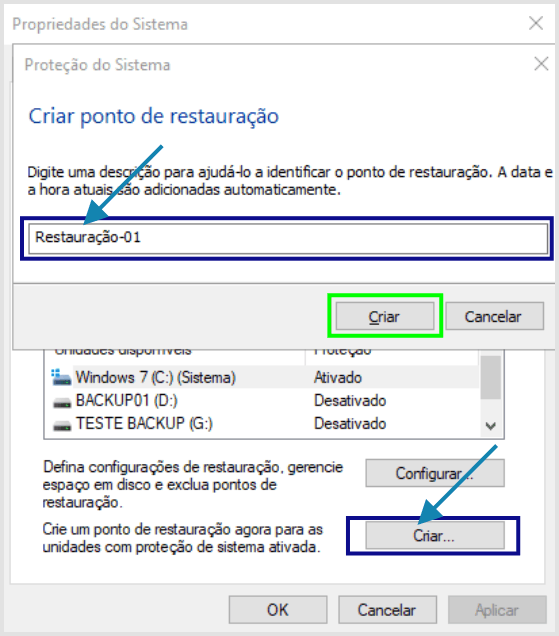 Propriedades do Sistema
Proteção do Sistema
Criar ponto de restauração
Digite uma descrição para ajudá-lo a identificar o ponto de restauração. A data e
a hora atuais são adicionadas automaticamente.
Restauração-01
Criar
Cancelar
Unidades disponíveis Proteção
Windows 7 (C:) (Sistema) Ativado
BACKUP01 (D:) Desativado
TESTE BACKUP (G:) Desativado
Defina configurações de restauração, gerencie
espaço em disco e exclua pontos de
restauração.
Configurar...
Crie um ponto de restauração agora para as
unidades com proteção de sistema ativada.
Criar...
OK
Cancelar
Aplicar